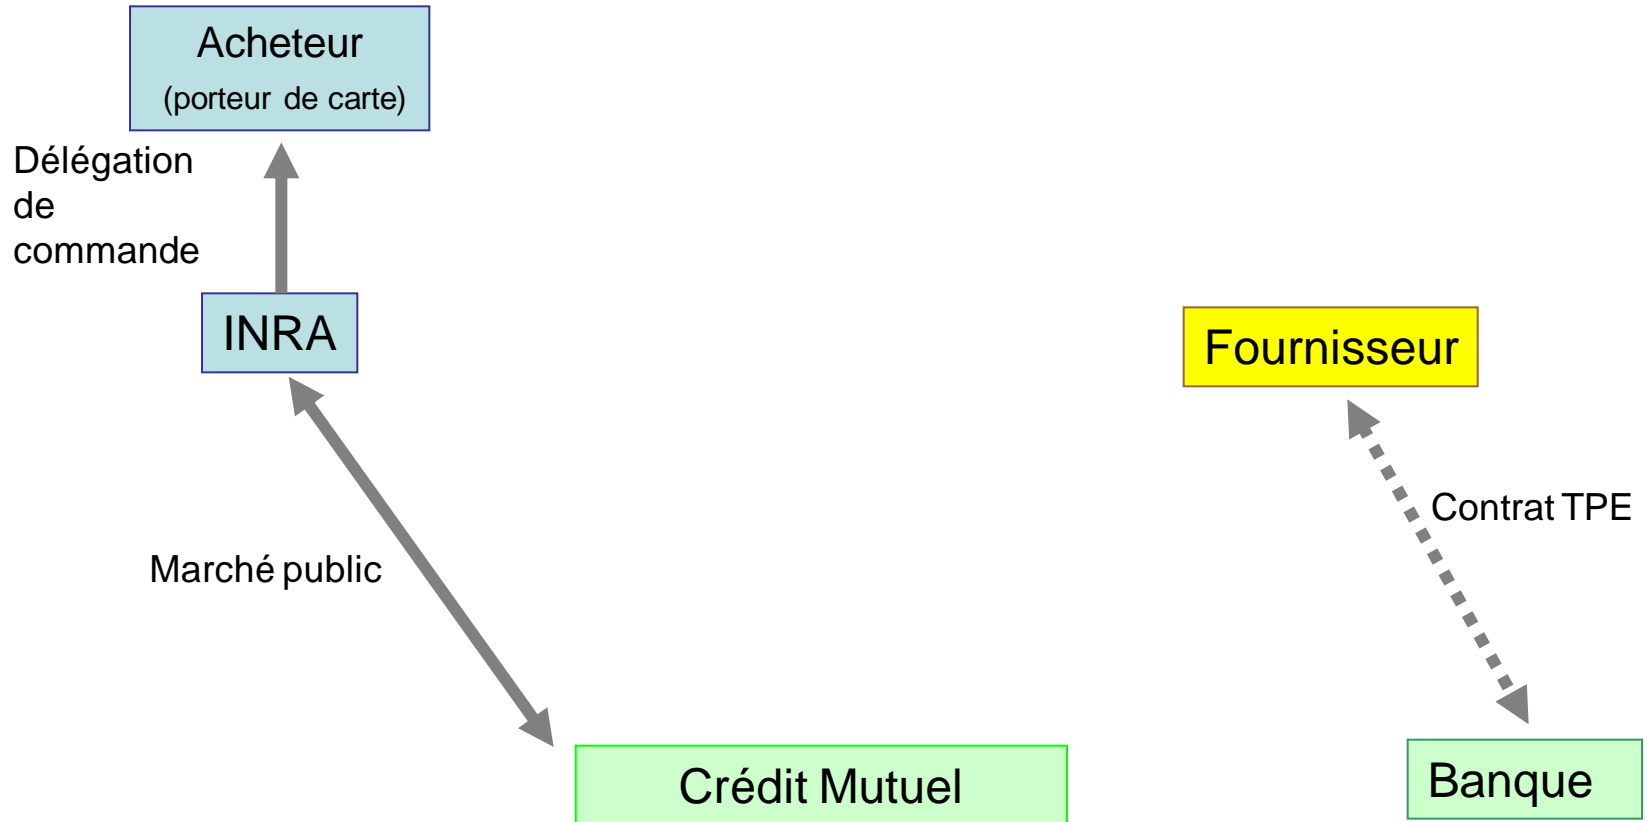 Acheteur
(porteur de carte)
Délégation
de
commande
INRA
Fournisseur
Contrat TPE
Marché public
Crédit Mutuel
Banque